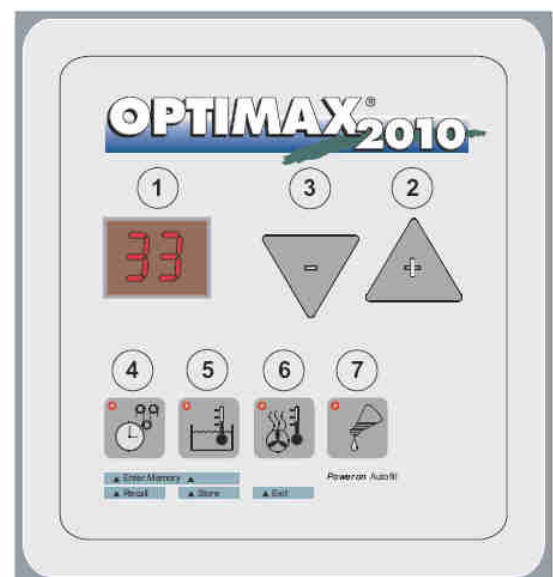 OPTIMAX® 2010
1 3 2
33 - +
4 5 6 7
▲ Enter Memory ▲
Power on Autofill
▲ Recall ▲ Store ▲ Exit